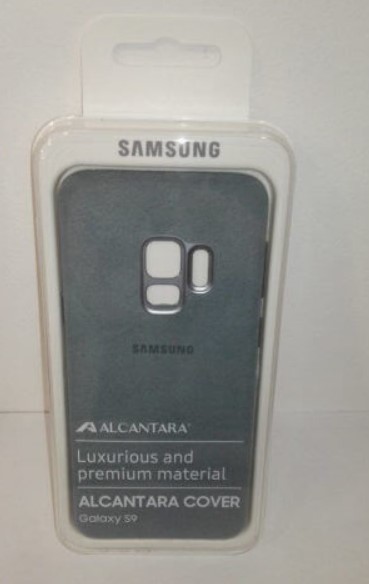 SAMSUNG
SAMSUNG
ALCANTARA
Luxurious and
premium material
ALCANTARA COVER
Galaxy S9